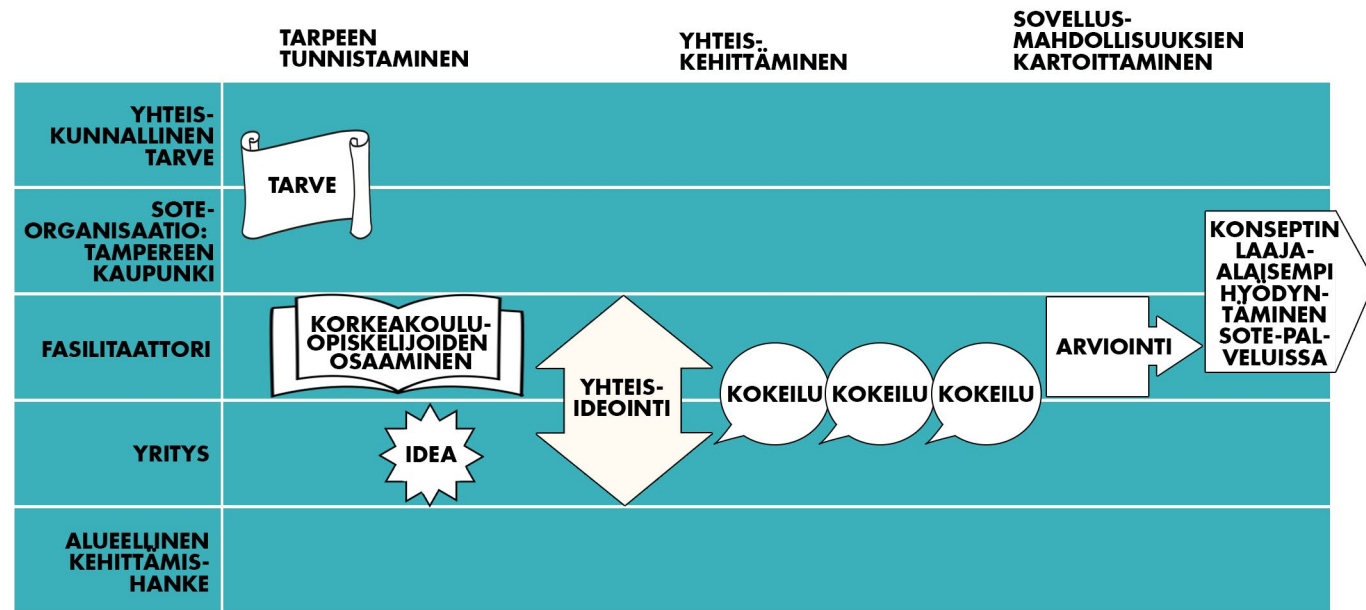 TARPEEN
TUNNISTAMINEN
YHTEIS-
KEHITTÄMINEN
SOVELLUS-
MAHDOLLISUUKSIEN
KARTOITTAMINEN
YHTEIS-
KUNNALLINEN
TARVE
TARVE
SOTE-
ORGANISAATIO:
TAMPEREEN
KAUPUNKI
KONSEPTIN
LAAJA-
ALAISEMPI
HYÖDYN-
TÄMINEN
SOTE-PAL-
VELUISSA
FASILITAATTORI
KORKEAKOULU-
OPISKELIJOIDEN
OSAAMINEN
YHTEIS-
IDEOINTI
KOKEILU
KOKEILU
KOKEILU
ARVIOINTI
YRITYS
IDEA
ALUEELLINEN
KEHITTÄMIS-
HANKE